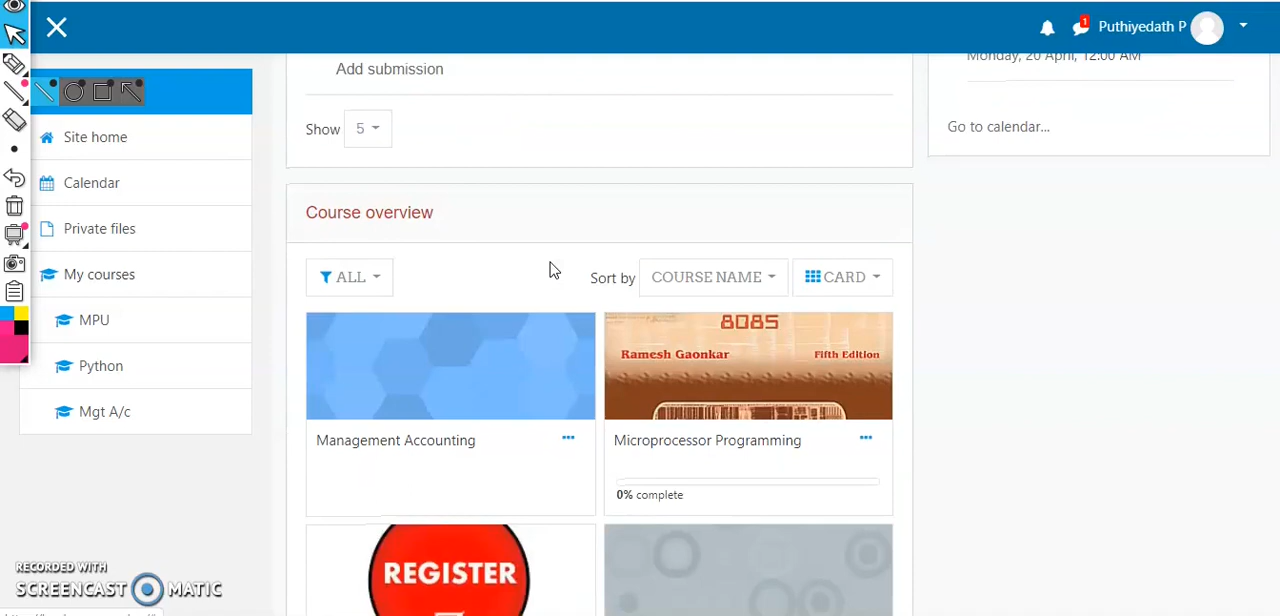 1
Puthiyedath P
Add submission
Monday, 20 April, 12:00 AM
Show 5
Go to calendar...
Site home
Calendar
Private files
My courses
MPU
Python
Mgt A/c
Course overview
ALL
Sort by COURSE NAME CARD
8085
Ramesh Gaonkar Fifth Edition
Management Accounting ...
Microprocessor Programming ...
0% complete
REGISTER
RECORDED WITH
SCREENCAST MATIC